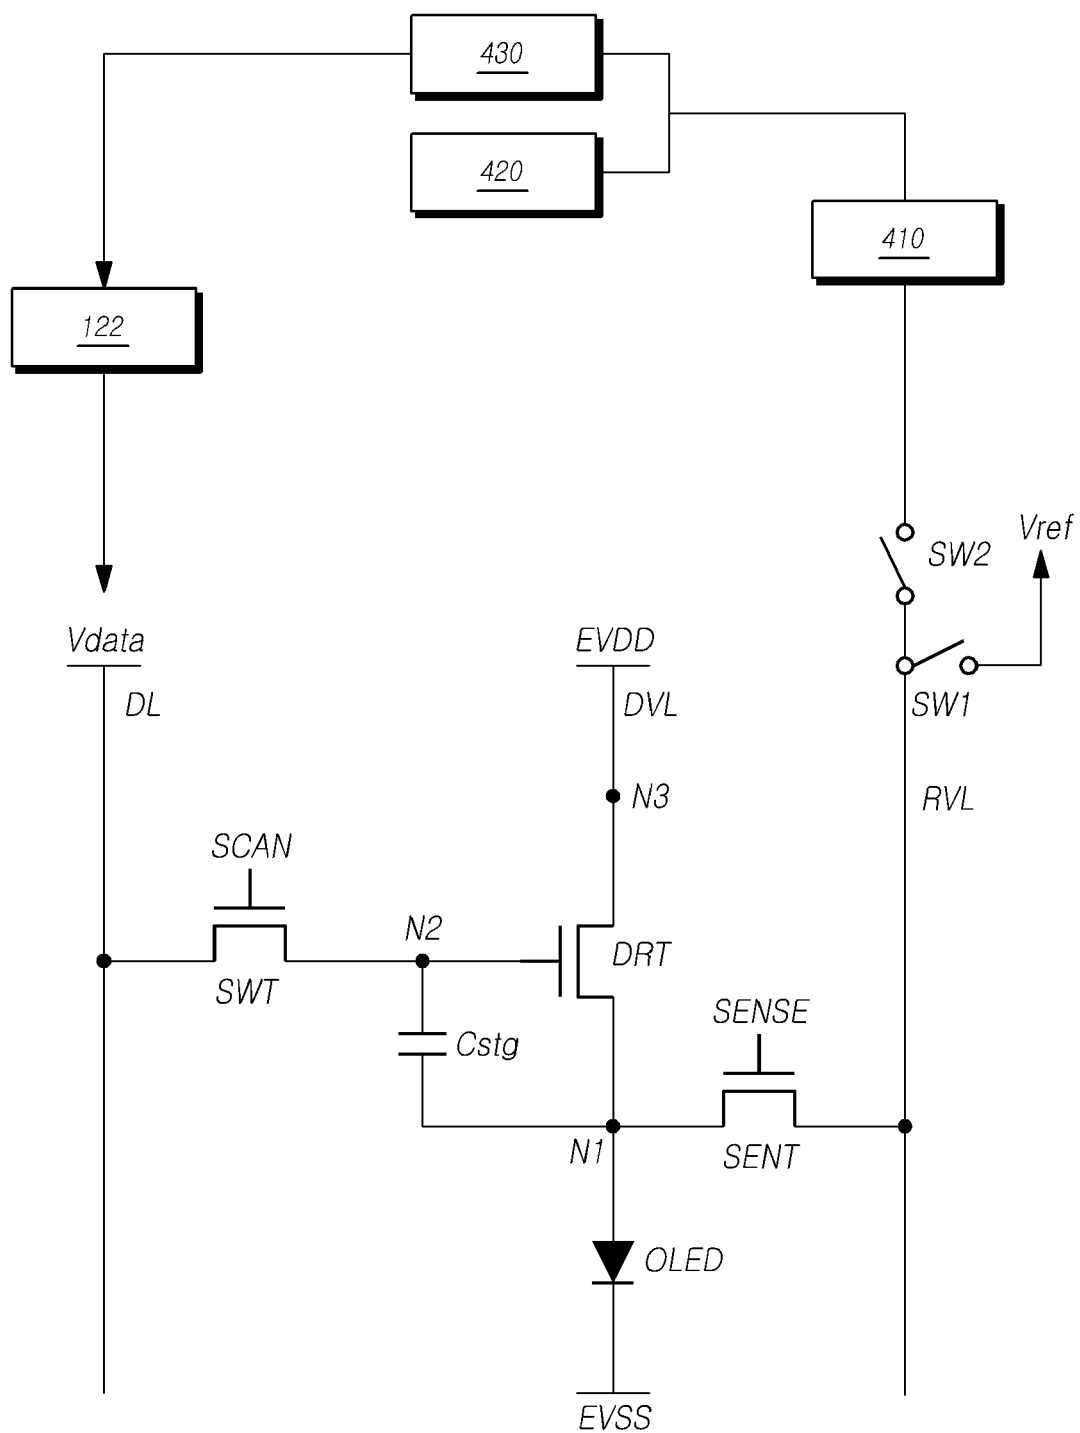 430
420
410
122
Vref
SW2
Vdata
EVDD
DL
DVL
SW1
N3
RVL
SCAN
N2
DRT
SWT
SENSE
Cstg
N1
SENT
OLED
EVSS